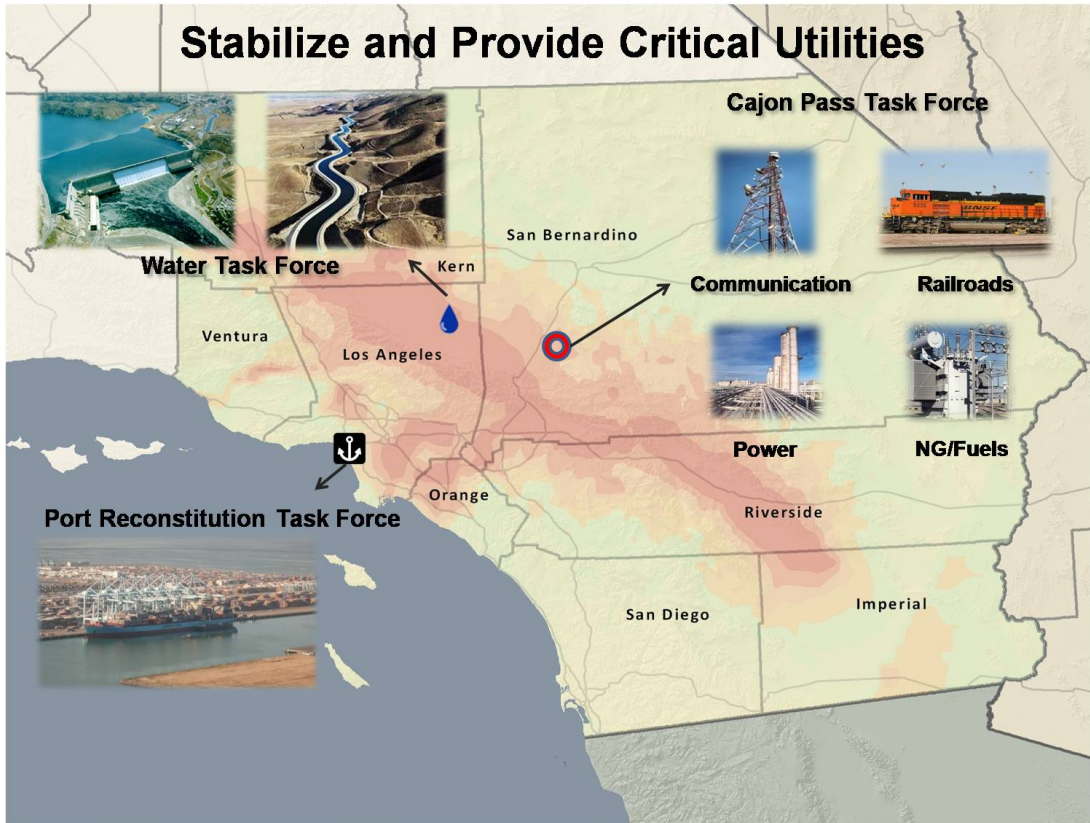 Stabilize and Provide Critical Utilities
Cajon Pass Task Force
San Bernardino
Water Task Force
Kern
Communication
Railroads
Ventura
Los Angeles
Power
NG/Fuels
Orange
Riverside
Port Reconstitution Task Force
San Diego
Imperial
BNSF